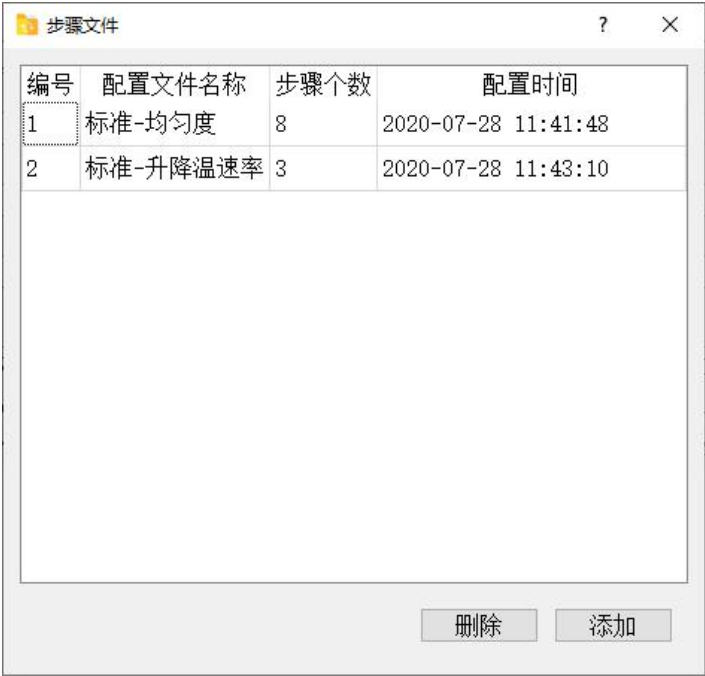 步骤文件
编号 配置文件名称 步骤个数 配置时间
1 标准-均匀度 8 2020-07-28 11:41:48
2 标准-升降温速率 3 2020-07-28 11:43:10
删除 添加